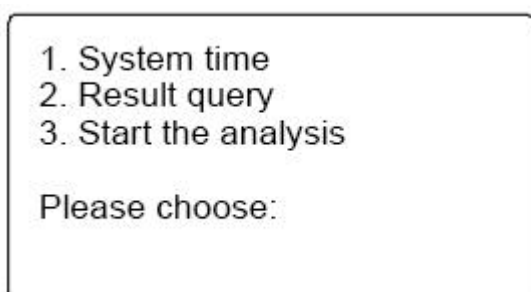 1. System time
2. Result query
3. Start the analysis
Please choose: